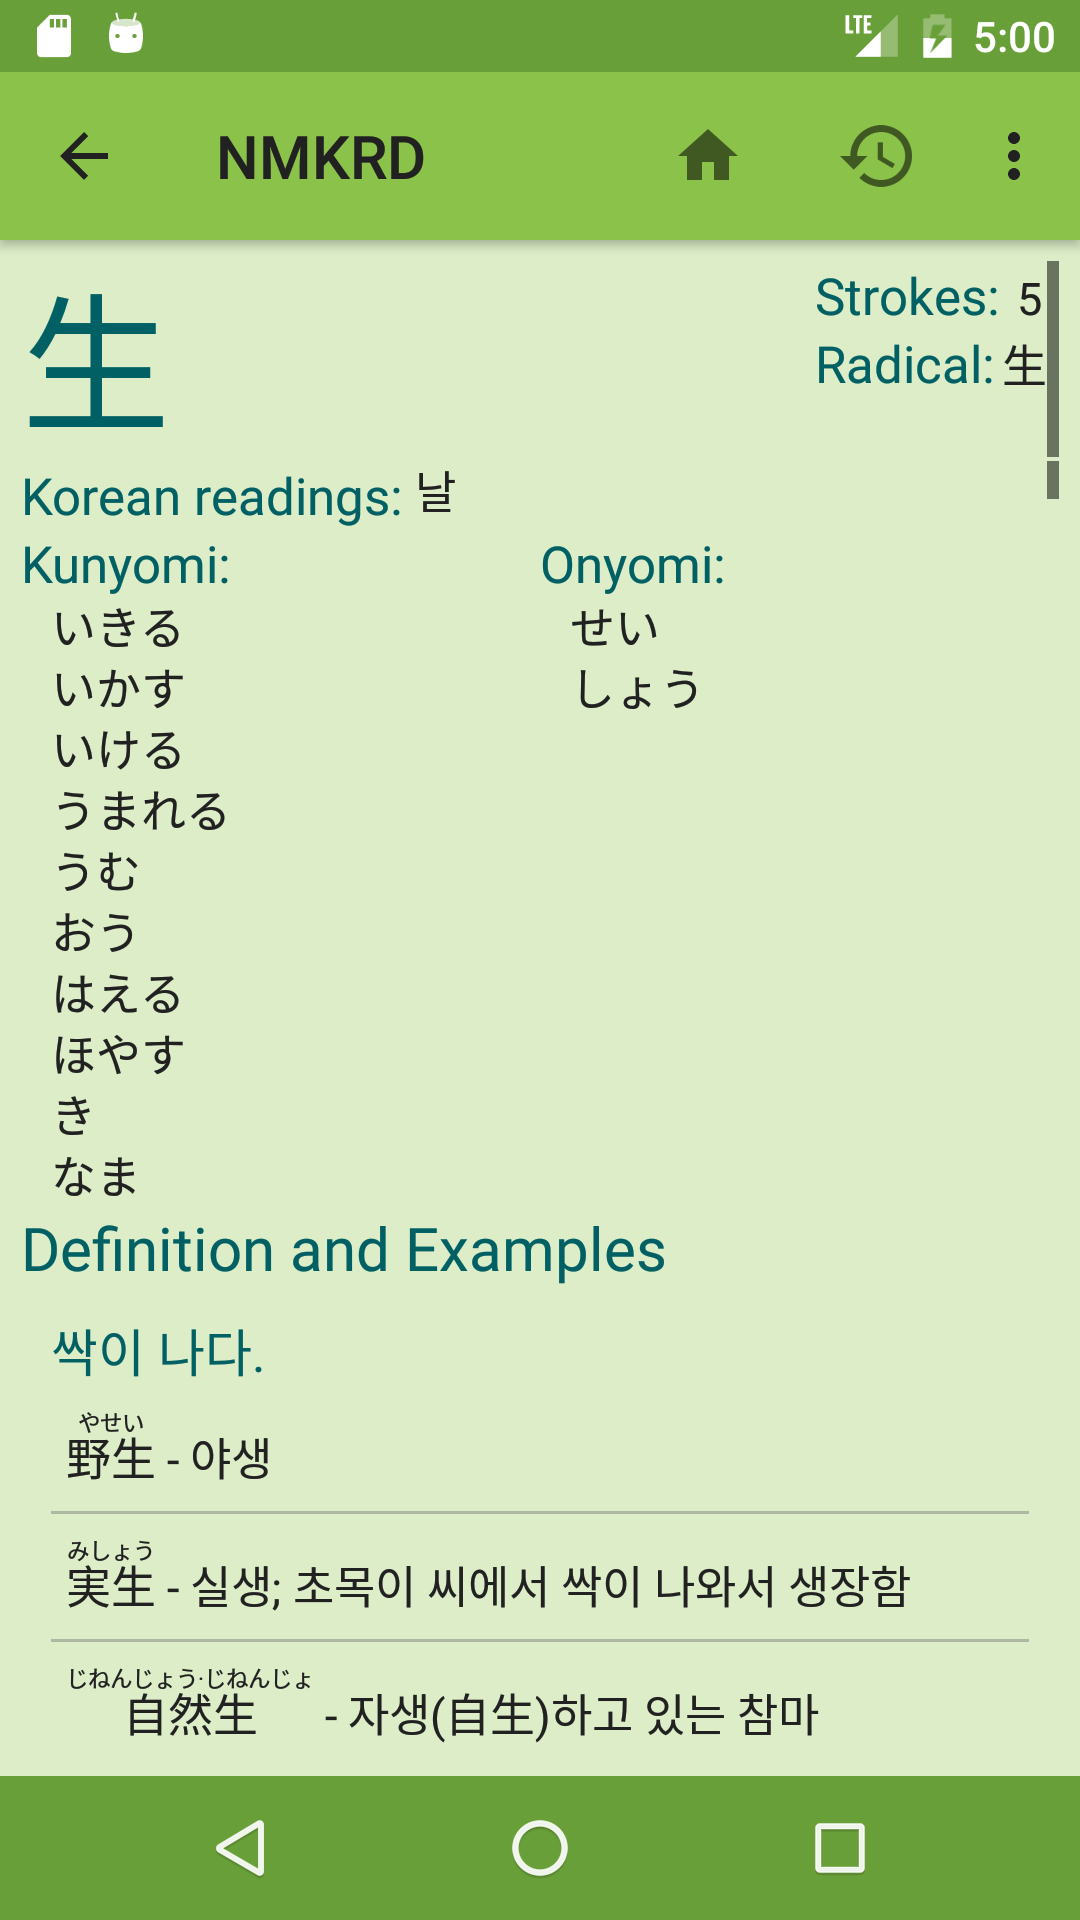 LTE 5:00
NMKRD
生
Strokes: 5
Radical: 生
Korean readings: 날
Kunyomi:
いきる
いかす
いける
うまれる
うむ
おう
はえる
ほやす
き
なま
Onyomi:
せい
しょう
Definition and Examples
싹이 나다.
やせい
野生 - 야생
みしょう
実生 - 실생; 초목이 씨에서 싹이 나와서 생장함
じねんじょう·じねんじょ
自然生 - 자생(自生)하고 있는 참마